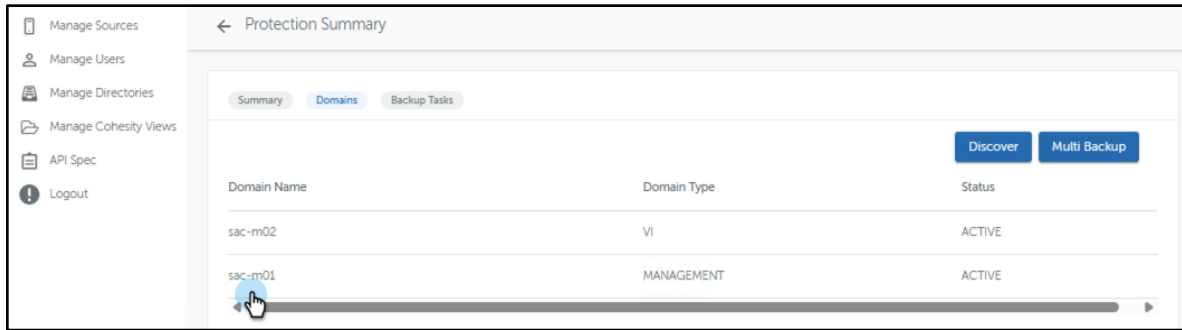 Manage Sources
Manage Users
Manage Directories
Manage Cohesity Views
API Spec
Logout
Protection Summary
Summary Domains Backup Tasks
Discover Multi Backup
Domain Name Domain Type Status
sac-m02 VI ACTIVE
sac-m01 MANAGEMENT ACTIVE